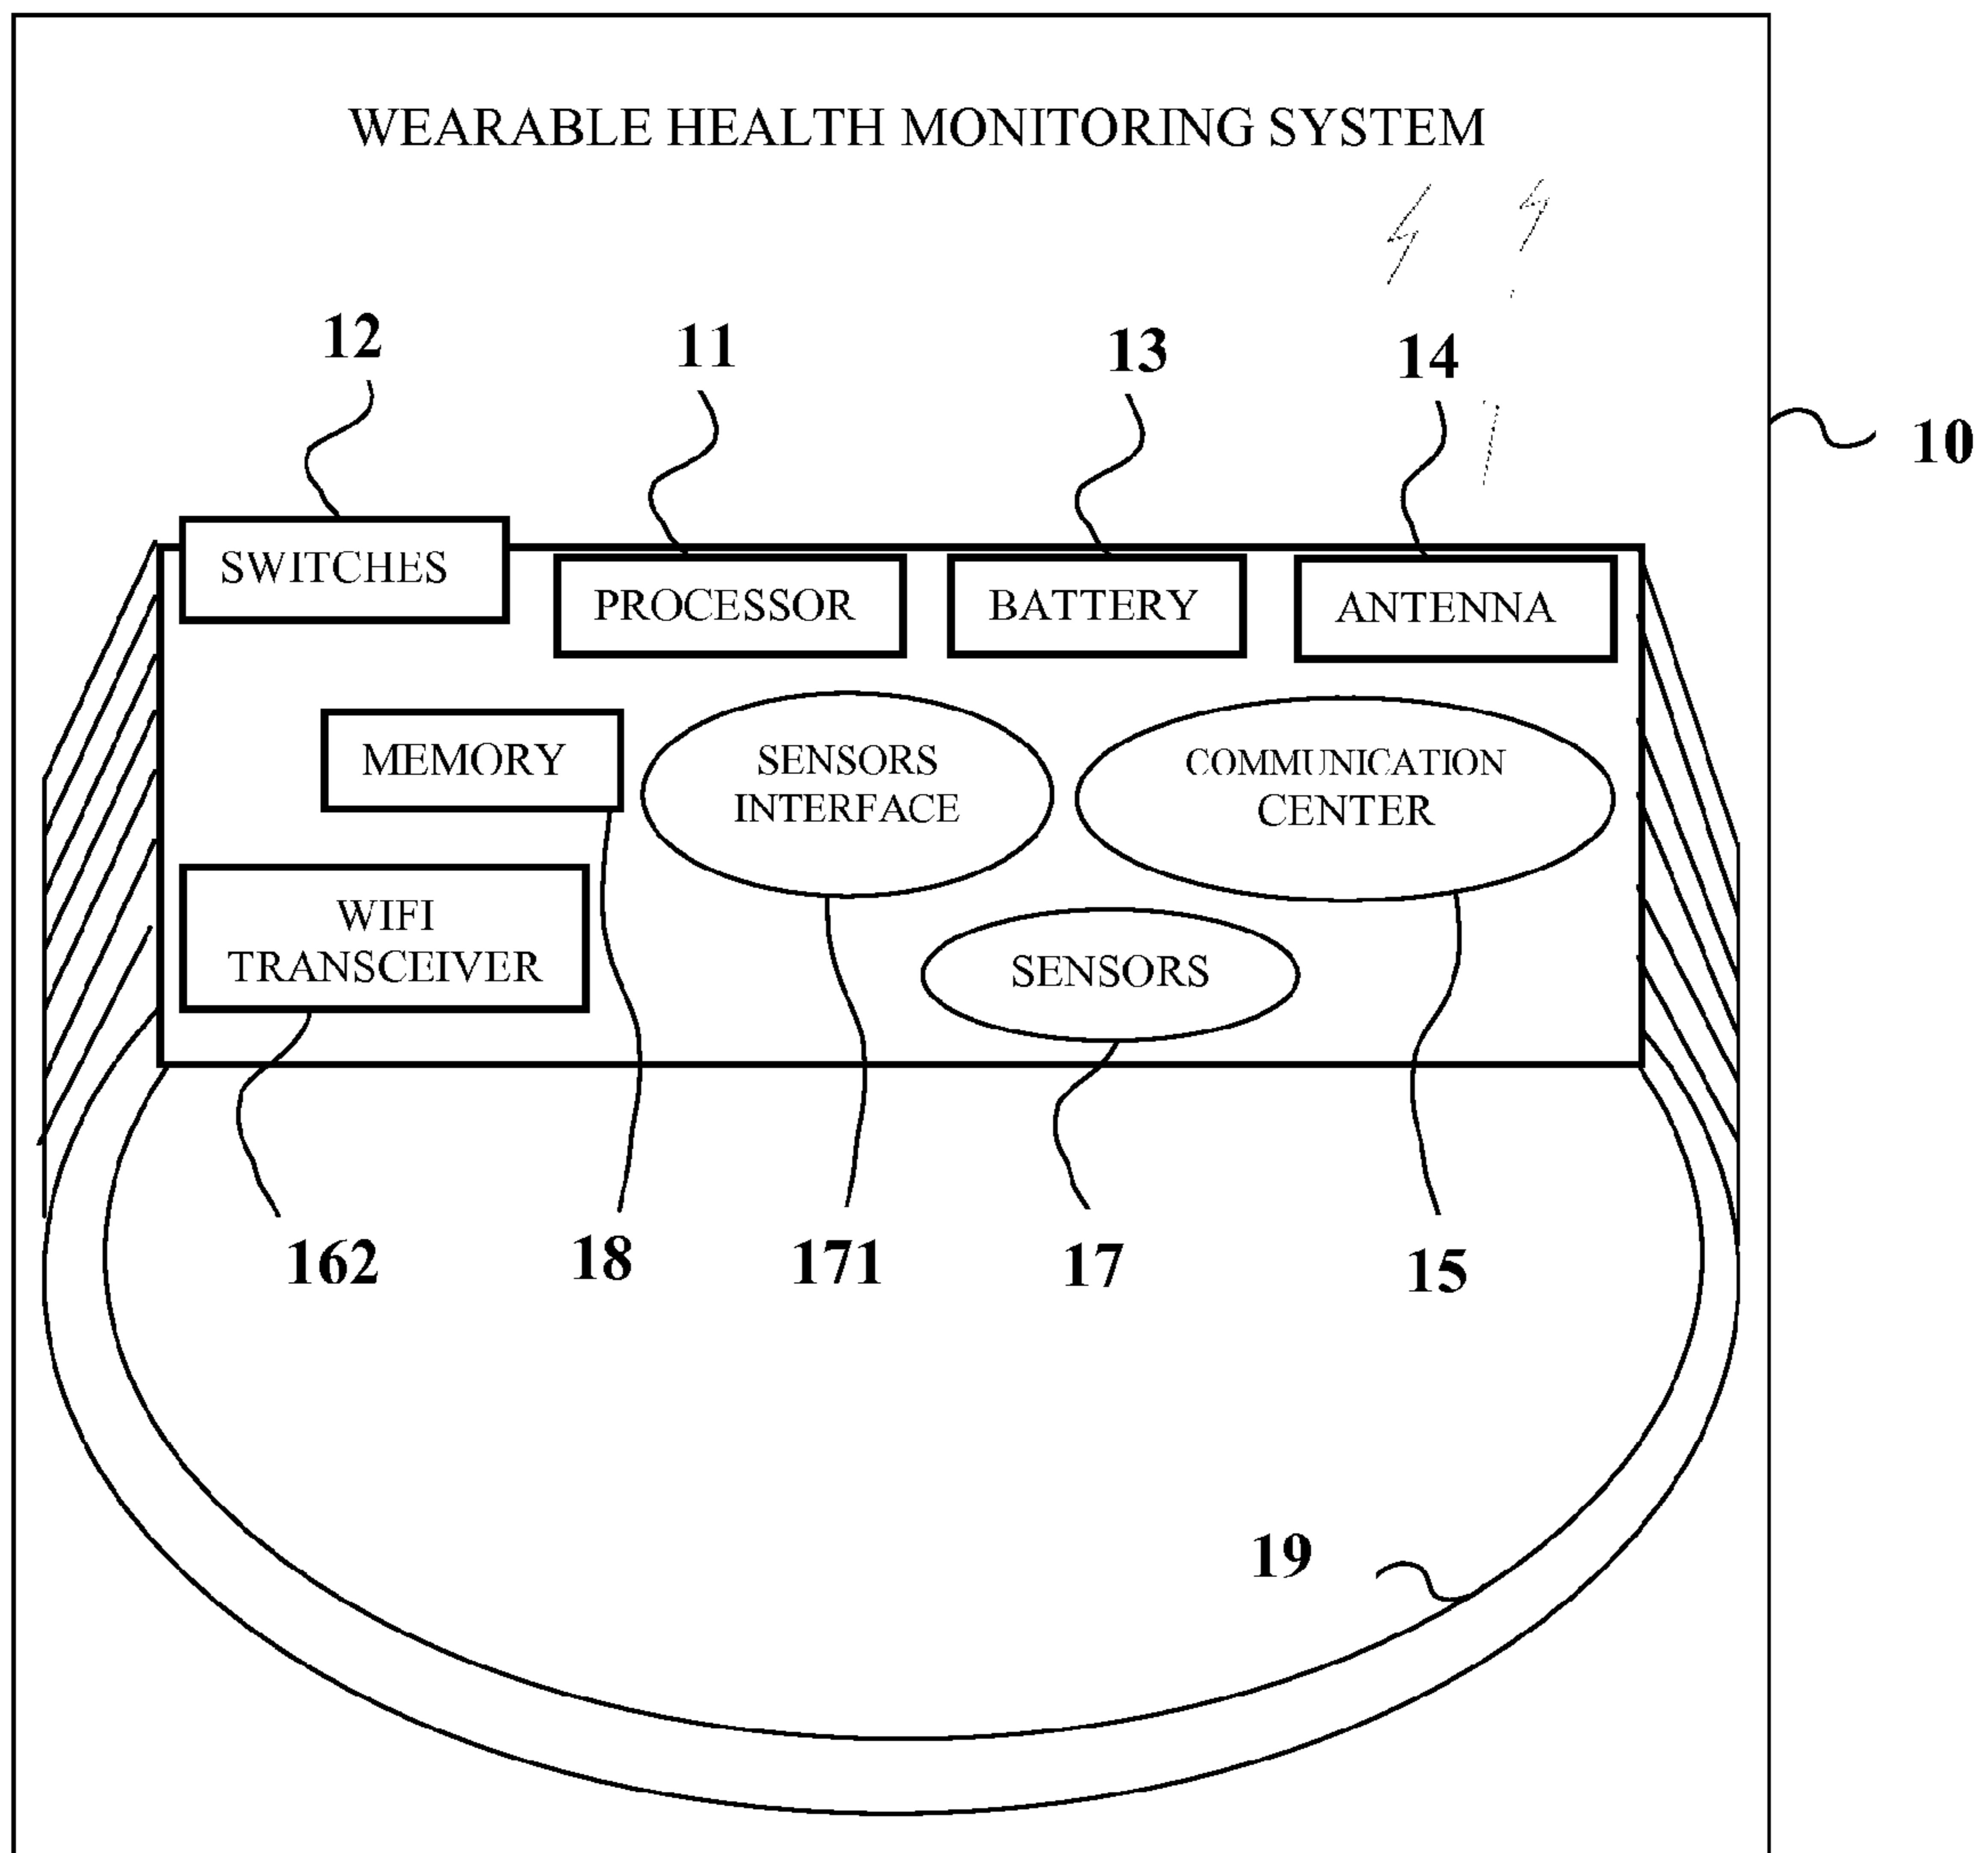 WEARABLE HEALTH MONITORING SYSTEM
12
11
13
14
10
SWITCHES
PROCESSOR
BATTERY
ANTENNA
MEMORY
SENSORS
INTERFACE
COMMUNICATION
CENTER
WIFI
TRANSCEIVER
SENSORS
162
18
171
17
15
19